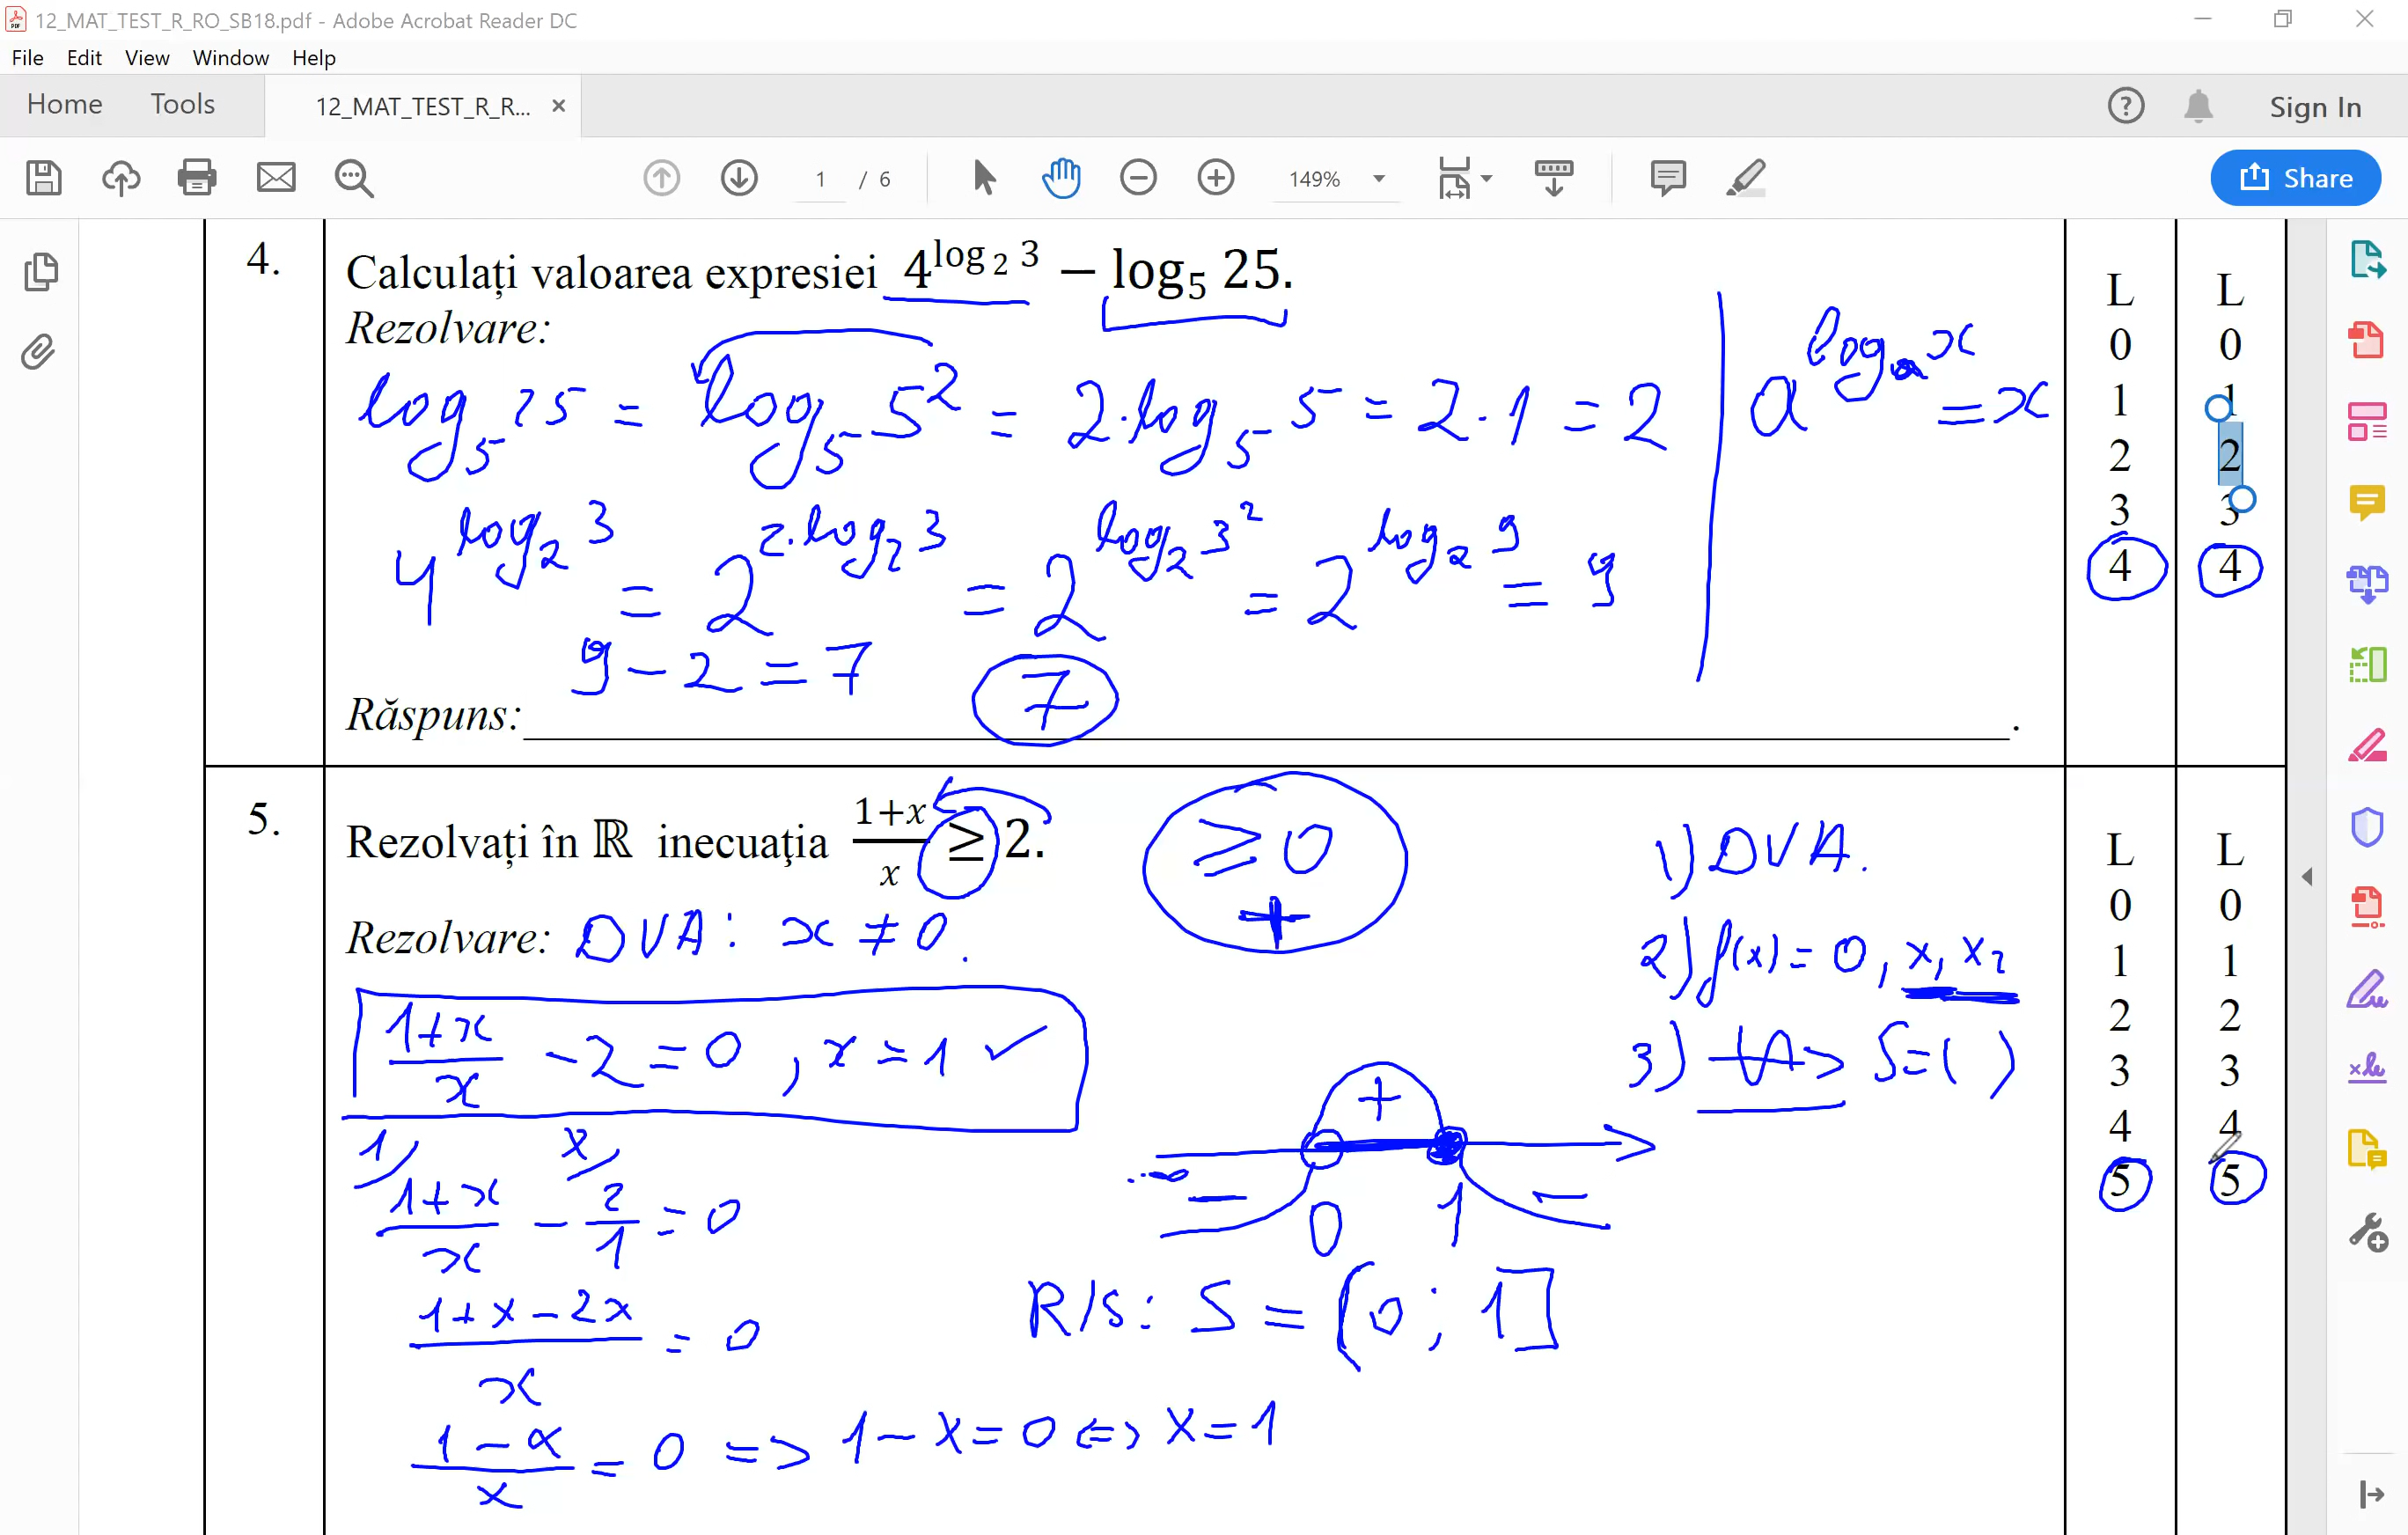 12_MAT_TEST_R_RO_SB18.pdf - Adobe Acrobat Reader DC
File Edit View Window Help
Home Tools 12_MAT_TEST_R_R... × Sign In
1 / 6 149% Share
4. Calculați valoarea expresiei 4^{log_2 3} − log_5 25.
Rezolvare:
log_5 25 = log_5 5^2 = 2·log_5 5 = 2·1 = 2
a^{log_a x} = x
4^{log_2 3} = 2^{2·log_2 3} = 2^{log_2 3^2} = 2^{log_2 9} = 9
9 − 2 = 7
7
Răspuns: .
L L
0 0
1 1
2 2
3 3
4 4
5. Rezolvați în ℝ inecuaţia (1+x)/x ≥ 2.
≥ 0
+
Rezolvare: DVA: x ≠ 0.
1) DVA.
2) f(x) = 0, x_1 x_2
3) S = ( )
(1+x)/x − 2 = 0, x = 1 ✓
1/ x/
(1+x)/x − 2/1 = 0
− + −
-∞ 0 1
(1+x−2x)/x = 0
R/S: S = (0; 1]
(1−x)/x = 0 => 1−x = 0 <=> x = 1
L L
0 0
1 1
2 2
3 3
4 4
5 5